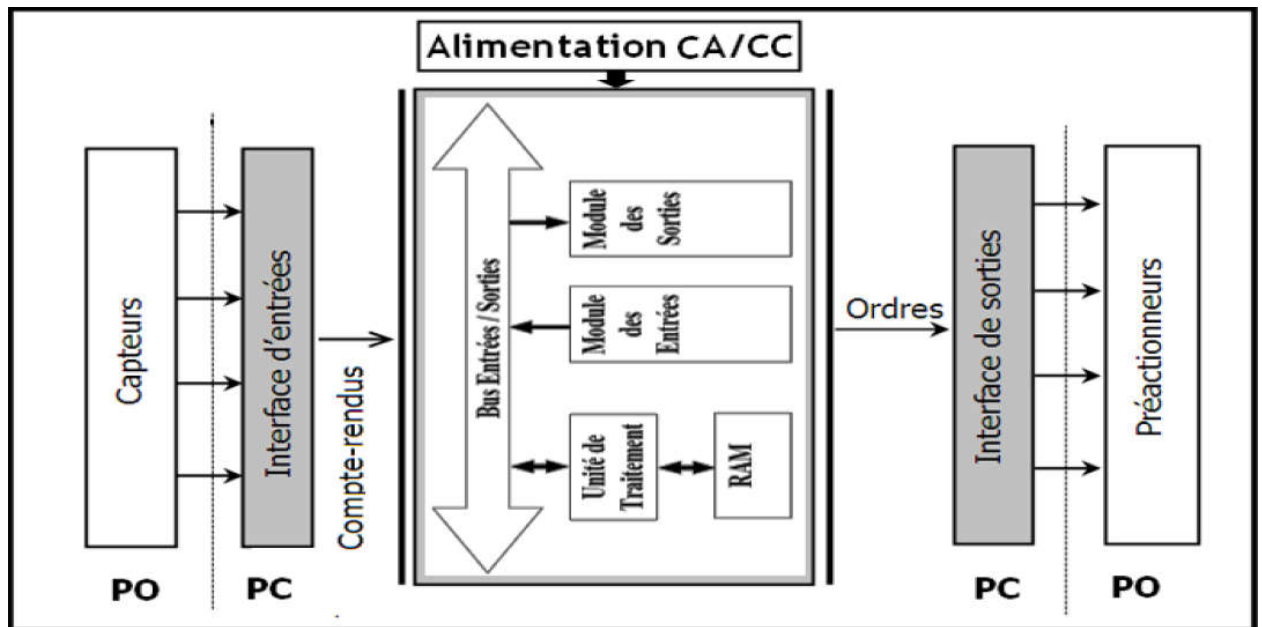 Alimentation CA/CC
Capteurs
Interface d'entrées
Compte-rendus
Bus Entrées / Sorties
Module
des
Sorties
Module
des
Entrées
Unité de
Traitement
RAM
Ordres
Interface de sorties
Préactionneurs
PO
PC
PC
PO